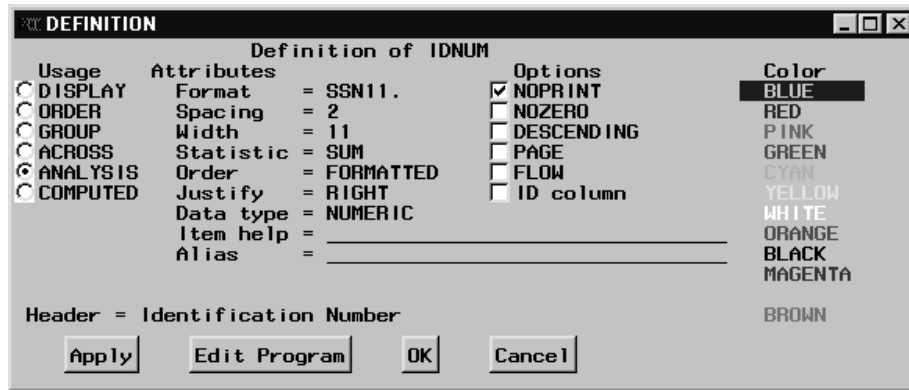 DEFINITION
Definition of IDNUM
Usage Attributes Options Color
DISPLAY Format = SSN11. NOPRINT BLUE
ORDER Spacing = 2 NOZERO RED
GROUP Width = 11 DESCENDING PINK
ACROSS Statistic = SUM PAGE GREEN
ANALYSIS Order = FORMATTED FLOW CYAN
COMPUTED Justify = RIGHT ID column YELLOW
Data type = NUMERIC WHITE
Item help = ORANGE
Alias = BLACK
MAGENTA
Header = Identification Number BROWN
Apply Edit Program OK Cancel